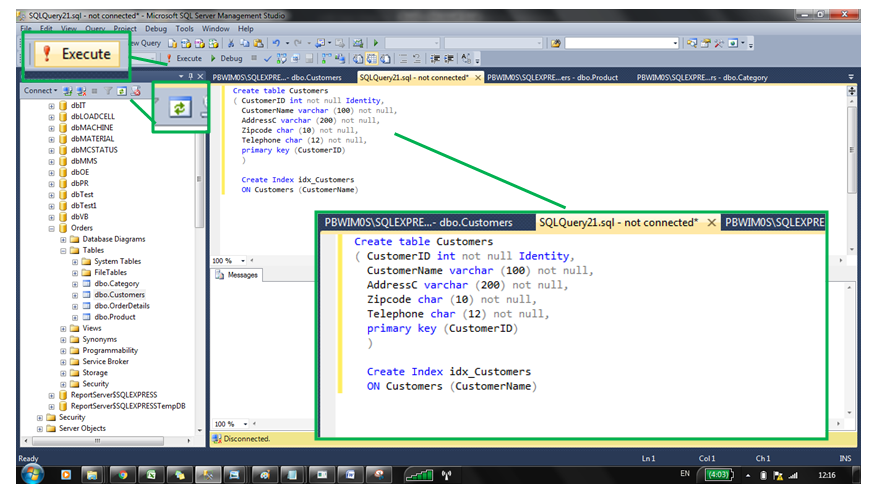 SQLQuery21.sql - not connected* - Microsoft SQL Server Management Studio
File Edit View Query Project Debug Tools Window Help
ew Query
Execute
Execute Debug
PBWIM0S\SQLEXPRE...- dbo.Customers SQLQuery21.sql - not connected* PBWIM0S\SQLEXPRE...ers - dbo.Product PBWIM0S\SQLEXPRE...rs - dbo.Category
Connect
dbIT
dbLOADCELL
dbMACHINE
dbMATERIAL
dbMCSTATUS
dbMMS
dbOE
dbPR
dbTest
dbTest1
dbVB
Orders
Database Diagrams
Tables
System Tables
FileTables
dbo.Category
dbo.Customers
dbo.OrderDetails
dbo.Product
Views
Synonyms
Programmability
Service Broker
Storage
Security
ReportServer$SQLEXPRESS
ReportServer$SQLEXPRESSTempDB
Security
Server Objects
Create table Customers
( CustomerID int not null Identity,
CustomerName varchar (100) not null,
AddressC varchar (200) not null,
Zipcode char (10) not null,
Telephone char (12) not null,
primary key (CustomerID)
)
Create Index idx_Customers
ON Customers (CustomerName)
100 %
Messages
PBWIM0S\SQLEXPRE...- dbo.Customers SQLQuery21.sql - not connected* PBWIM0S\SQLEXPRE
Create table Customers
( CustomerID int not null Identity,
CustomerName varchar (100) not null,
AddressC varchar (200) not null,
Zipcode char (10) not null,
Telephone char (12) not null,
primary key (CustomerID)
)
Create Index idx_Customers
ON Customers (CustomerName)
100 %
Disconnected.
Ready Ln 1 Col 1 Ch 1 INS
EN (4:03) 12:16